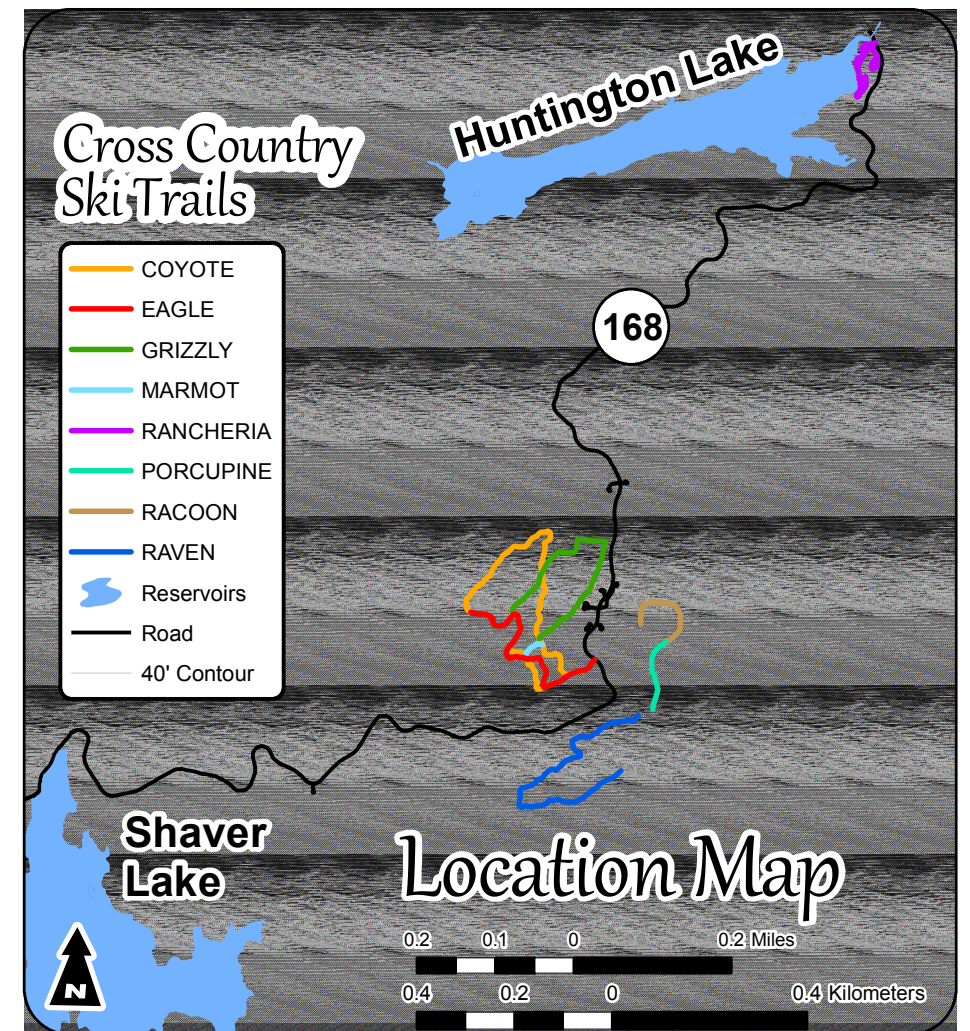 Huntington Lake
Cross Country
Ski Trails
COYOTE
EAGLE
GRIZZLY
MARMOT
RANCHERIA
PORCUPINE
RACOON
RAVEN
Reservoirs
Road
40' Contour
168
Shaver
Lake
Location Map
0.2 0.1 0 0.2 Miles
0.4 0.2 0 0.4 Kilometers
N